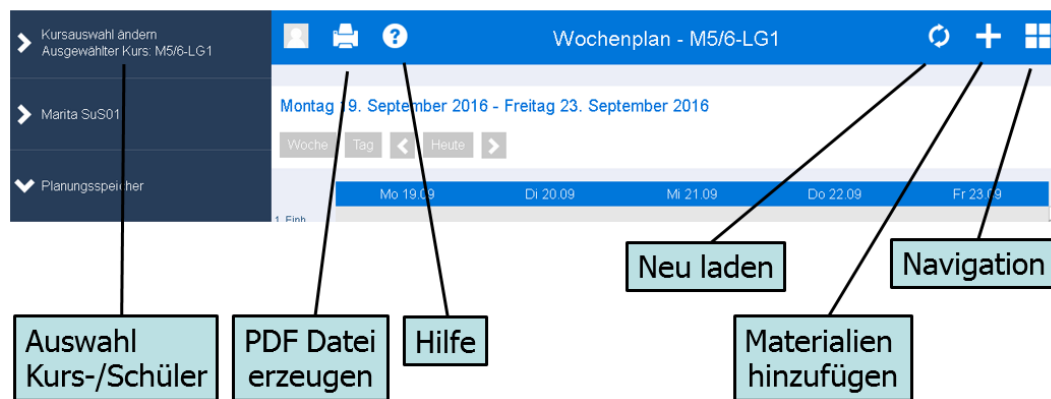 Kursauswahl ändern
Ausgewählter Kurs: M5/6-LG1
Wochenplan - M5/6-LG1
Marita SuS01
Montag 19. September 2016 - Freitag 23. September 2016
Woche Tag Heute
Planungsspeicher
Mo 19.09 Di 20.09 Mi 21.09 Do 22.09 Fr 23.09
1. Einh.
Neu laden
Navigation
Auswahl
Kurs-/Schüler
PDF Datei
erzeugen
Hilfe
Materialien
hinzufügen